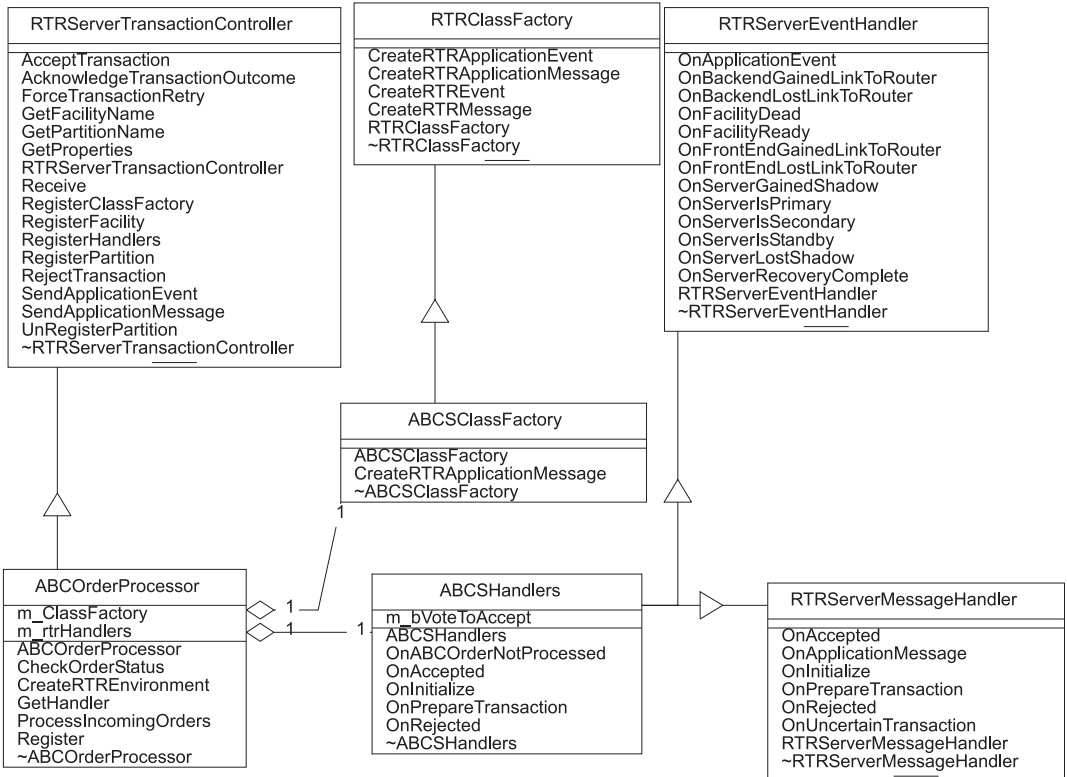 RTRServerTransactionController
AcceptTransaction
AcknowledgeTransactionOutcome
ForceTransactionRetry
GetFacilityName
GetPartitionName
GetProperties
RTRServerTransactionController
Receive
RegisterClassFactory
RegisterFacility
RegisterHandlers
RegisterPartition
RejectTransaction
SendApplicationEvent
SendApplicationMessage
UnRegisterPartition
~RTRServerTransactionController
RTRClassFactory
CreateRTRApplicationEvent
CreateRTRApplicationMessage
CreateRTREvent
CreateRTRMessage
RTRClassFactory
~RTRClassFactory
RTRServerEventHandler
OnApplicationEvent
OnBackendGainedLinkToRouter
OnBackendLostLinkToRouter
OnFacilityDead
OnFacilityReady
OnFrontEndGainedLinkToRouter
OnFrontEndLostLinkToRouter
OnServerGainedShadow
OnServerIsPrimary
OnServerIsSecondary
OnServerIsStandby
OnServerLostShadow
OnServerRecoveryComplete
RTRServerEventHandler
~RTRServerEventHandler
ABCSClassFactory
ABCSClassFactory
CreateRTRApplicationMessage
~ABCSClassFactory
1
ABCOrderProcessor
m_ClassFactory
m_rtrHandlers
ABCOrderProcessor
CheckOrderStatus
CreateRTREnvironment
GetHandler
ProcessIncomingOrders
Register
~ABCOrderProcessor
1
1
1
ABCSHandlers
m_bVoteToAccept
ABCSHandlers
OnABCOrderNotProcessed
OnAccepted
OnInitialize
OnPrepareTransaction
OnRejected
~ABCSHandlers
RTRServerMessageHandler
OnAccepted
OnApplicationMessage
OnInitialize
OnPrepareTransaction
OnRejected
OnUncertainTransaction
RTRServerMessageHandler
~RTRServerMessageHandler